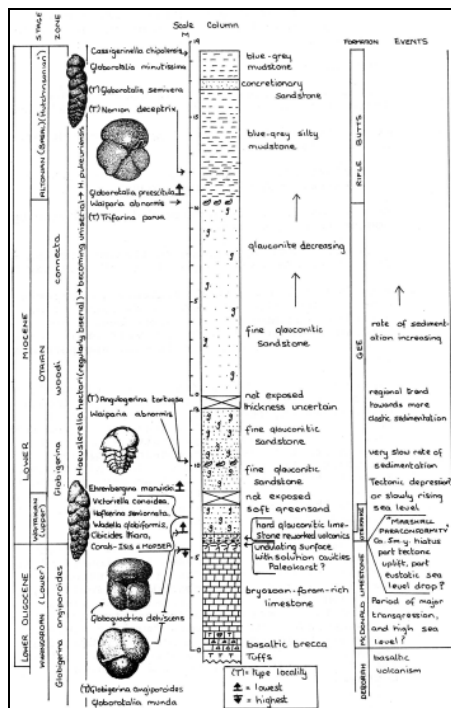 STAGE
ZONE
Scale
M
Column
FORMATION
EVENTS
LOWER OLIGOCENE
LOWER
MIOCENE
WHAINGAROAN (Lower)
WAITAKIAN
(upper)
OTAIAN
ALTONIAN (Basal) (Hutchinsonian)
Globigerina angiporoides
Globigerina
woodi
connecta
Haeuslerella hectori (regularly biserial) → becoming uniserial → H. pukeuriensis
Cassigerinella chipolensis
Globorotalia minutissima
(T) Globorotalia semivera
(T) Nonion deceptrix
Globorotalia praescitula
Waiparia abnormis →
(T) Trifarina parva
(T) Angulogerina tortuosa
Waiparia abnormis
Ehrenbergina marwicki
Victoriella conoidea
Hofkerina semiornata
Wadella globiformis,
Cibicides thiara,
Corals - Isis & MOPSEA
Globoquadrina dehiscens
(T) Globigerina angiporoides
Globorotalia munda
blue-grey
mudstone
concretionary
sandstone
blue-grey silty
mudstone
glauconite decreasing
fine glauconitic
sandstone
not exposed
thickness uncertain
fine glauconitic
sandstone
fine glauconitic
sandstone
not exposed
soft greensand
hard glauconitic lime-
stone reworked volcanics
undulating surface
with solution cavities
Paleokarst?
bryozoan-foram-rich
limestone
basaltic breccia
Tuffs
(T) = type locality
= lowest
= highest
RIFLE BUTTS
GEE
OTEKAIKE
MCDONALD LIMESTONE
DEBORAH
rate of sediment-
ation increasing
regional trend
towards more
clastic sedimentation
very slow rate of
sedimentation
Tectonic depression
or slowly rising
sea level
"MARSHALL
PARACONFORMITY"
Ca. 5m.y. hiatus
part tectonic
uplift, part
eustatic sea
level drop?
Period of major
transgression,
and high sea
level?
basaltic
volcanism